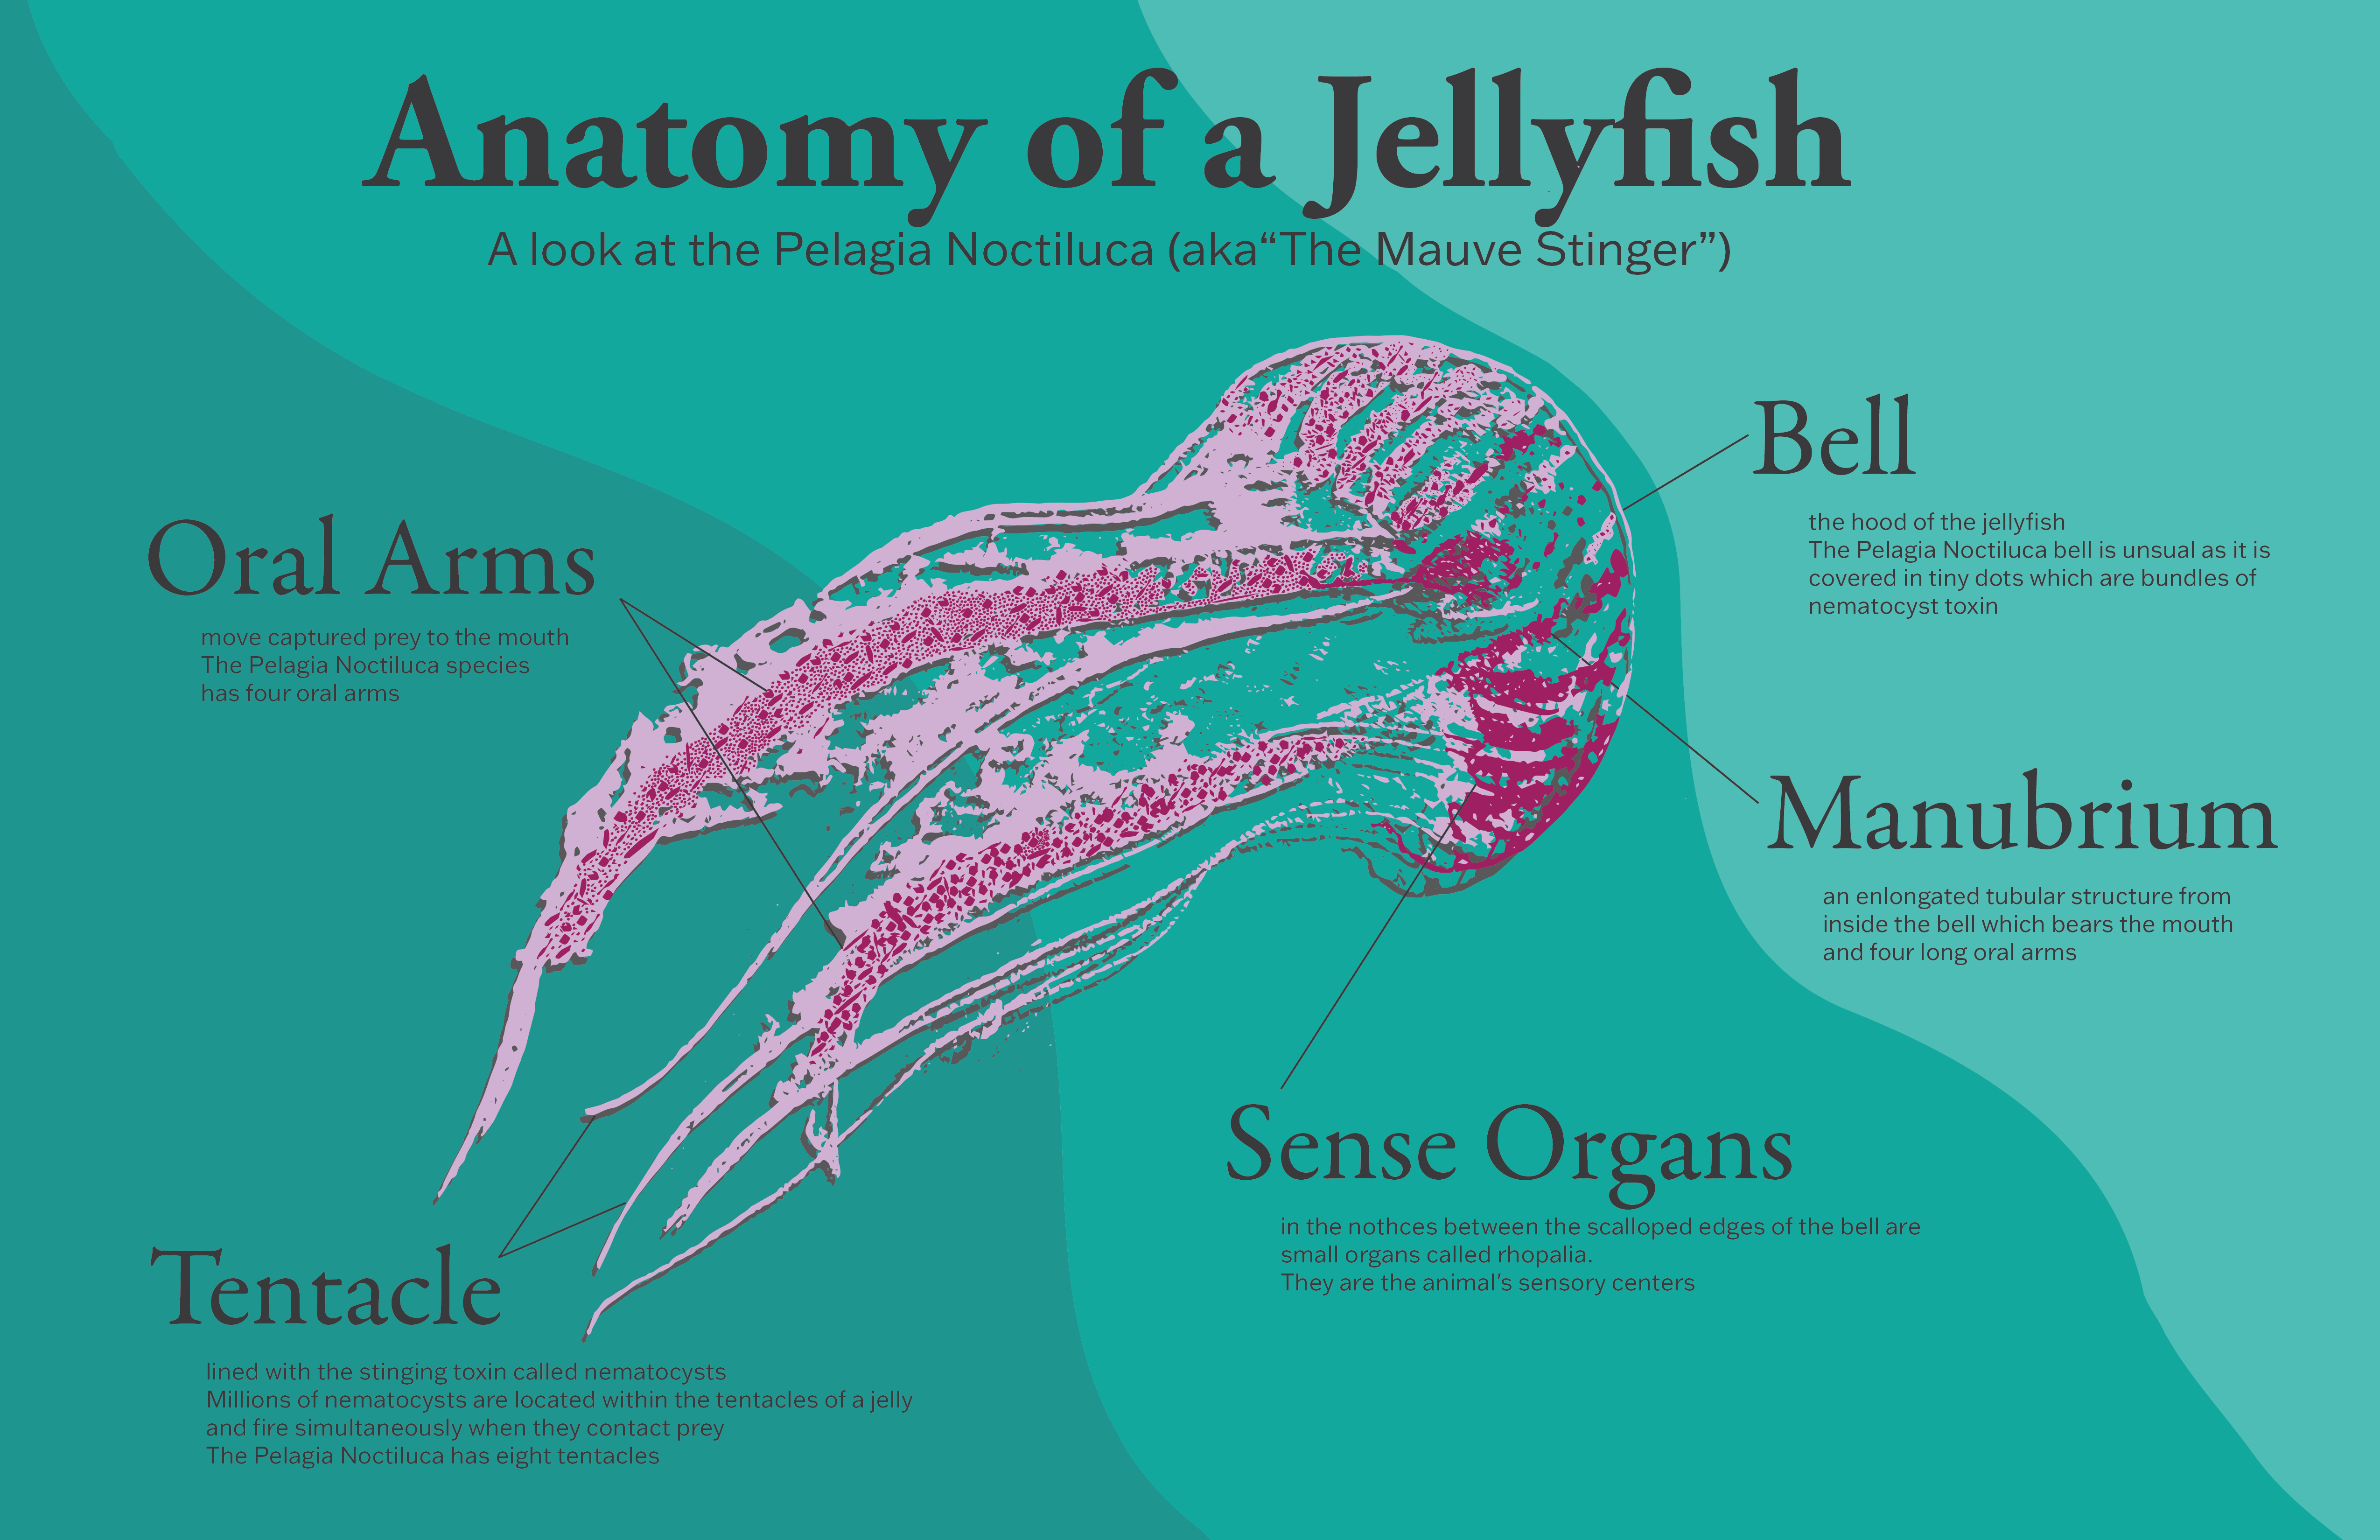 Anatomy of a Jellyfish
A look at the Pelagia Noctiluca (aka“The Mauve Stinger”)
Bell
the hood of the jellyfish
The Pelagia Noctiluca bell is unsual as it is
covered in tiny dots which are bundles of
nematocyst toxin
Oral Arms
move captured prey to the mouth
The Pelagia Noctiluca species
has four oral arms
Manubrium
an enlongated tubular structure from
inside the bell which bears the mouth
and four long oral arms
Sense Organs
in the nothces between the scalloped edges of the bell are
small organs called rhopalia.
They are the animal’s sensory centers
Tentacle
lined with the stinging toxin called nematocysts
Millions of nematocysts are located within the tentacles of a jelly
and fire simultaneously when they contact prey
The Pelagia Noctiluca has eight tentacles